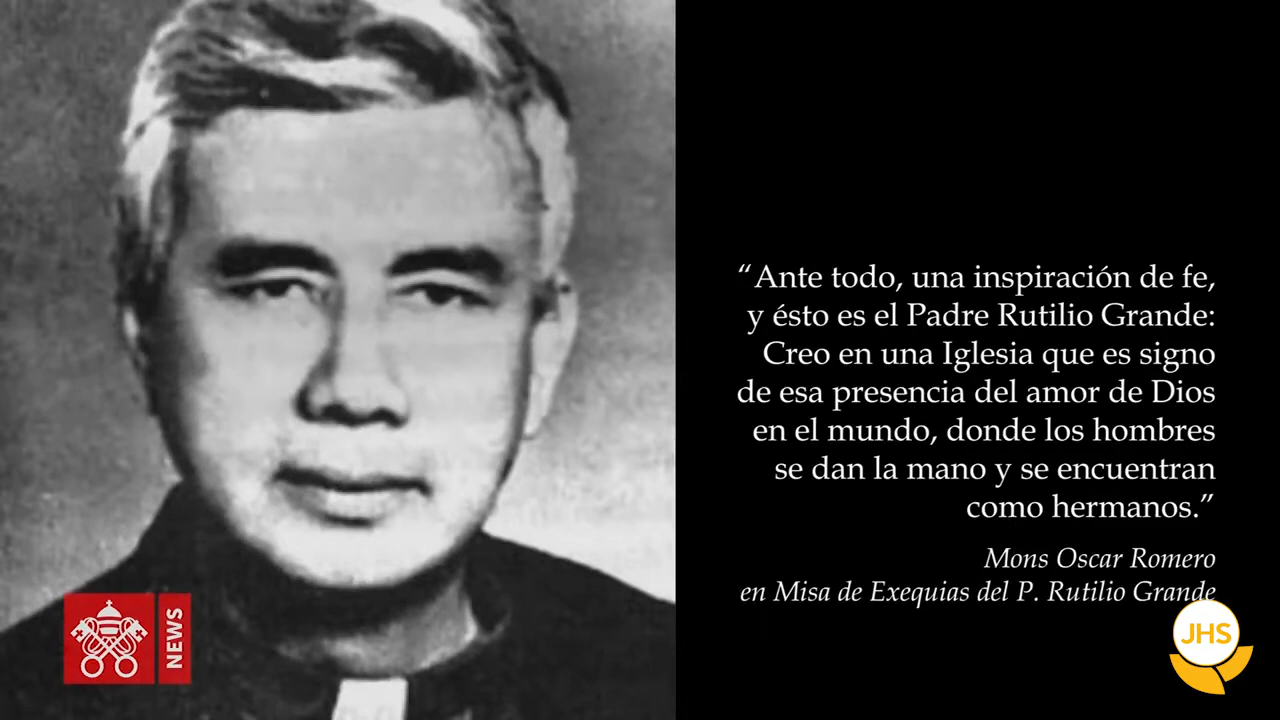 “Ante todo, una inspiración de fe,
y ésto es el Padre Rutilio Grande:
Creo en una Iglesia que es signo
de esa presencia del amor de Dios
en el mundo, donde los hombres
se dan la mano y se encuentran
como hermanos.”
Mons Oscar Romero
en Misa de Exequias del P. Rutilio Grande
NEWS
JHS